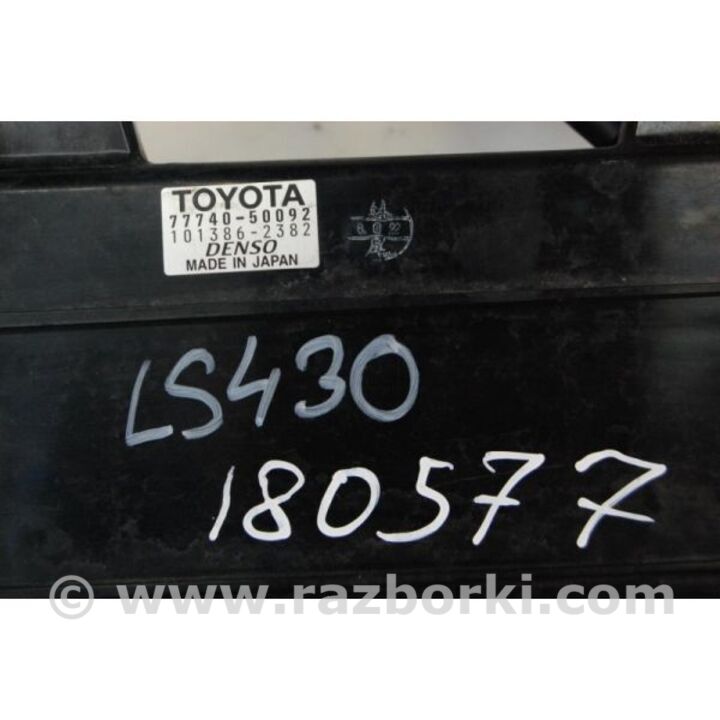 TOYOTA
77740-50092
101386-2382
DENSO
MADE IN JAPAN
LS430
180577
© www.razborki.com